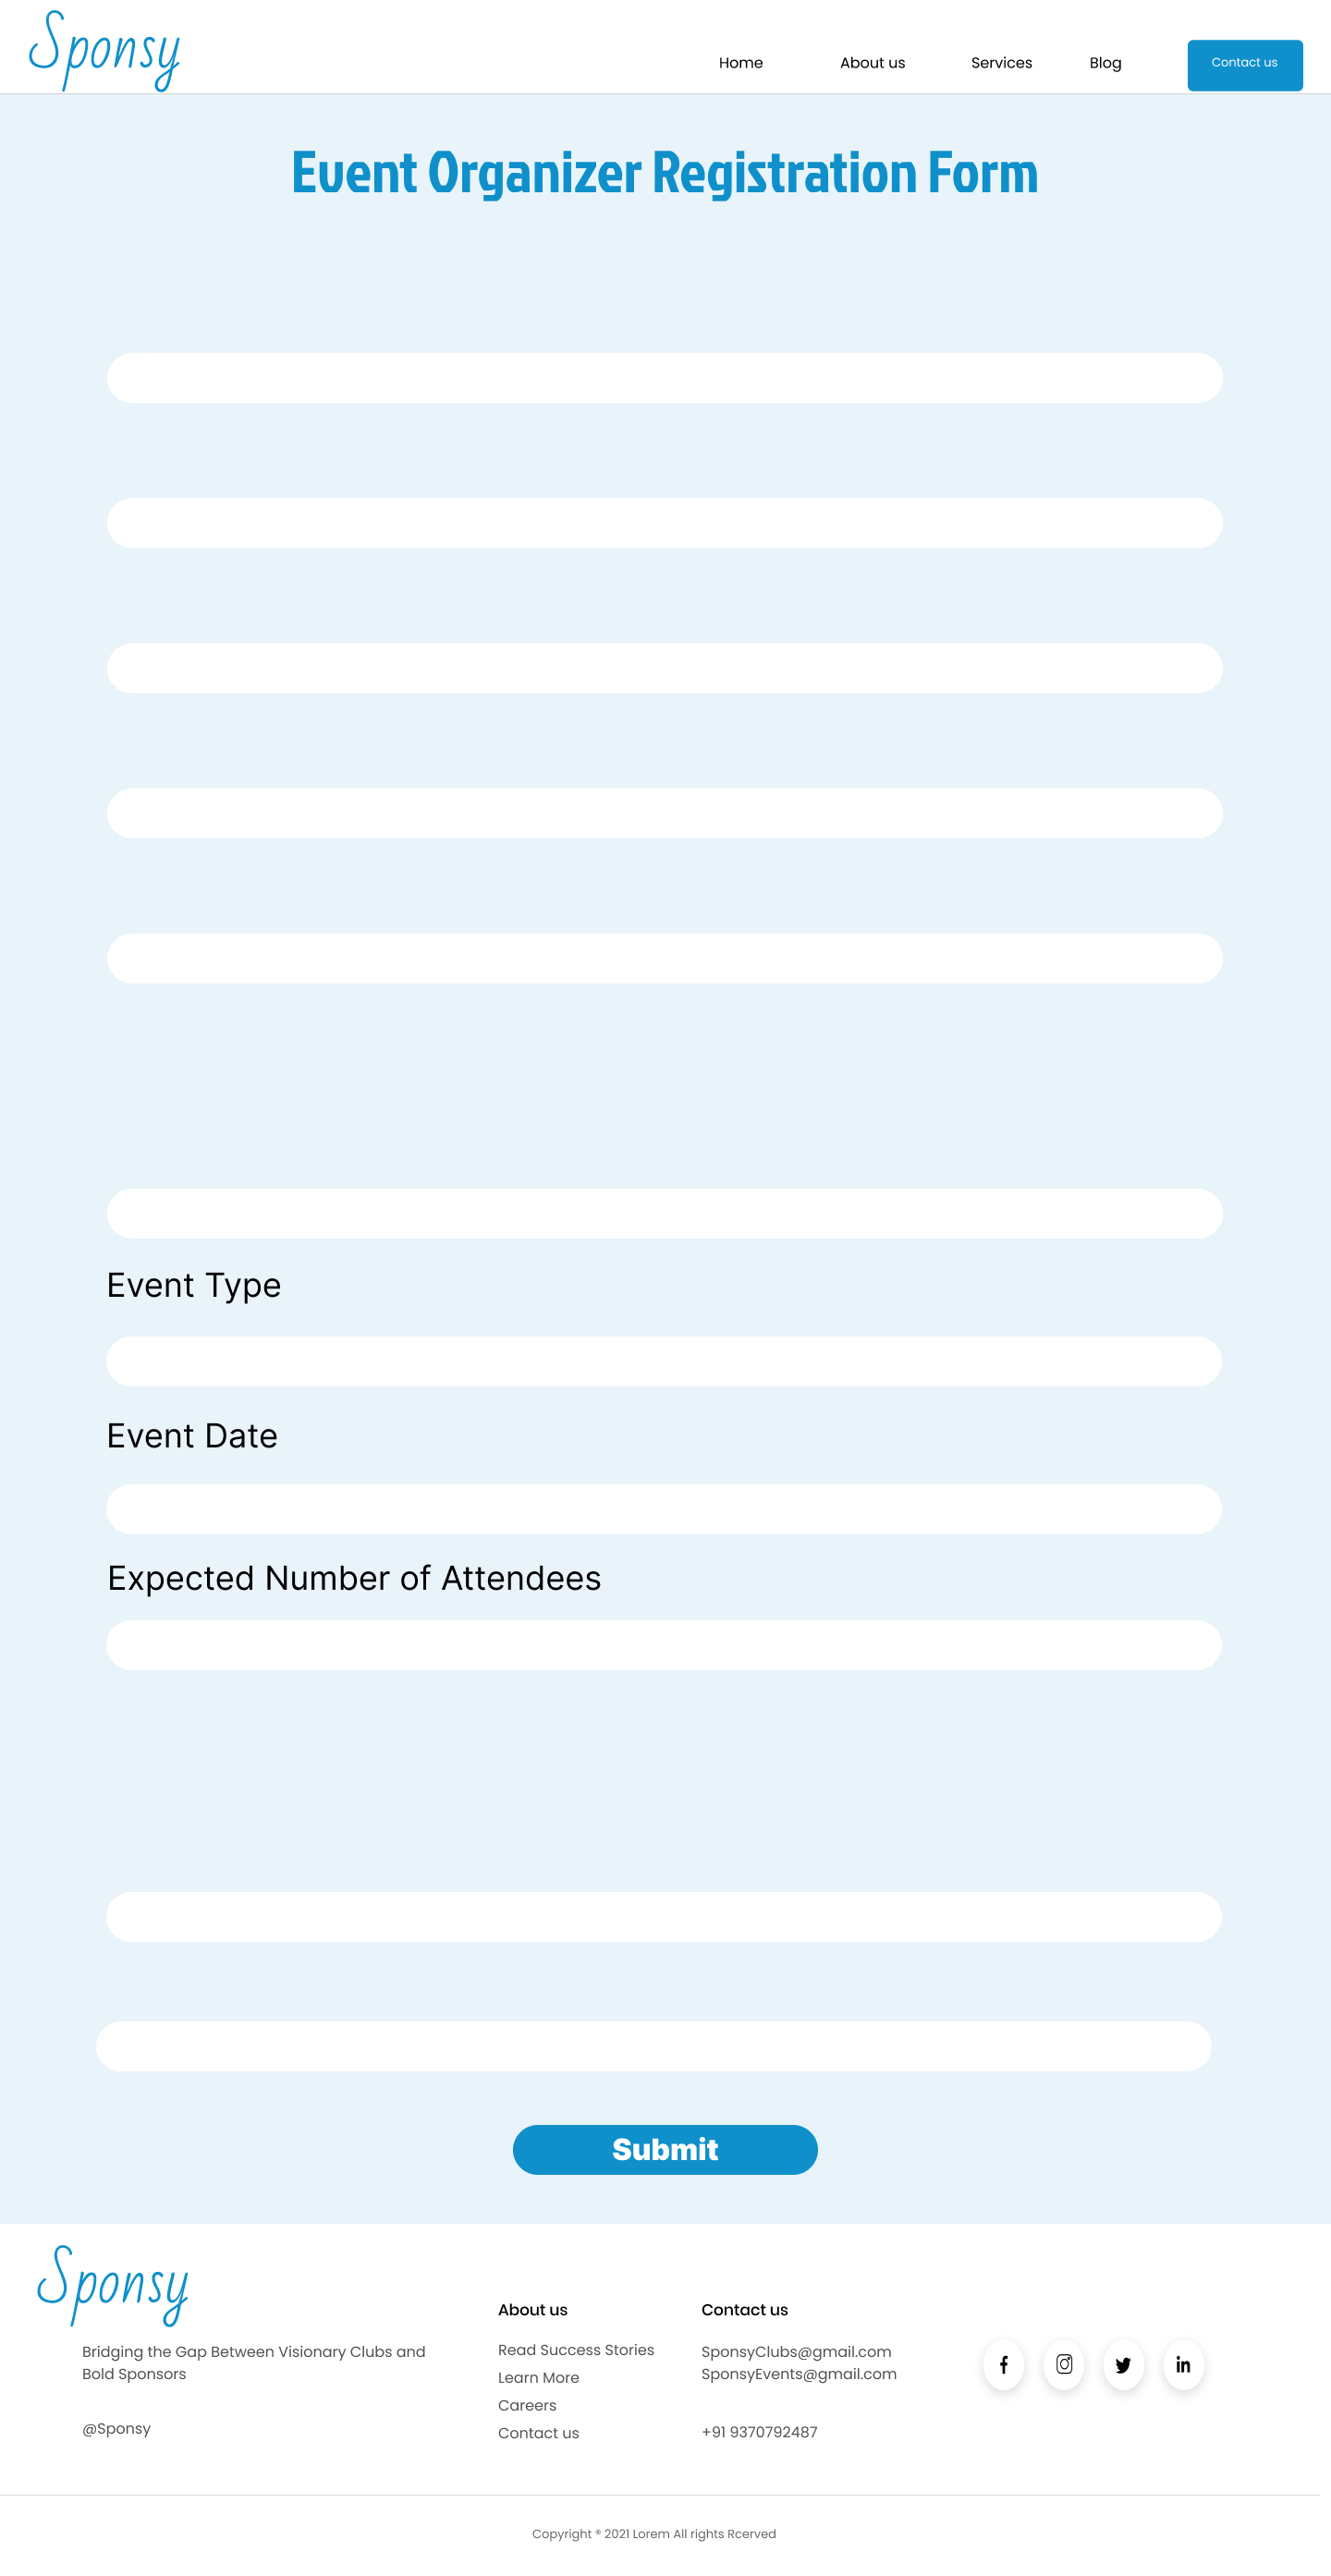 Sponsy
Home About us Services Blog Contact us
Event Organizer Registration Form
Event Type
Event Date
Expected Number of Attendees
Submit
Sponsy
About us Contact us
Bridging the Gap Between Visionary Clubs and
Bold Sponsors
@Sponsy
Read Success Stories
Learn More
Careers
Contact us
SponsyClubs@gmail.com
SponsyEvents@gmail.com
+91 9370792487
f
in
Copyright ® 2021 Lorem All rights Rcerved